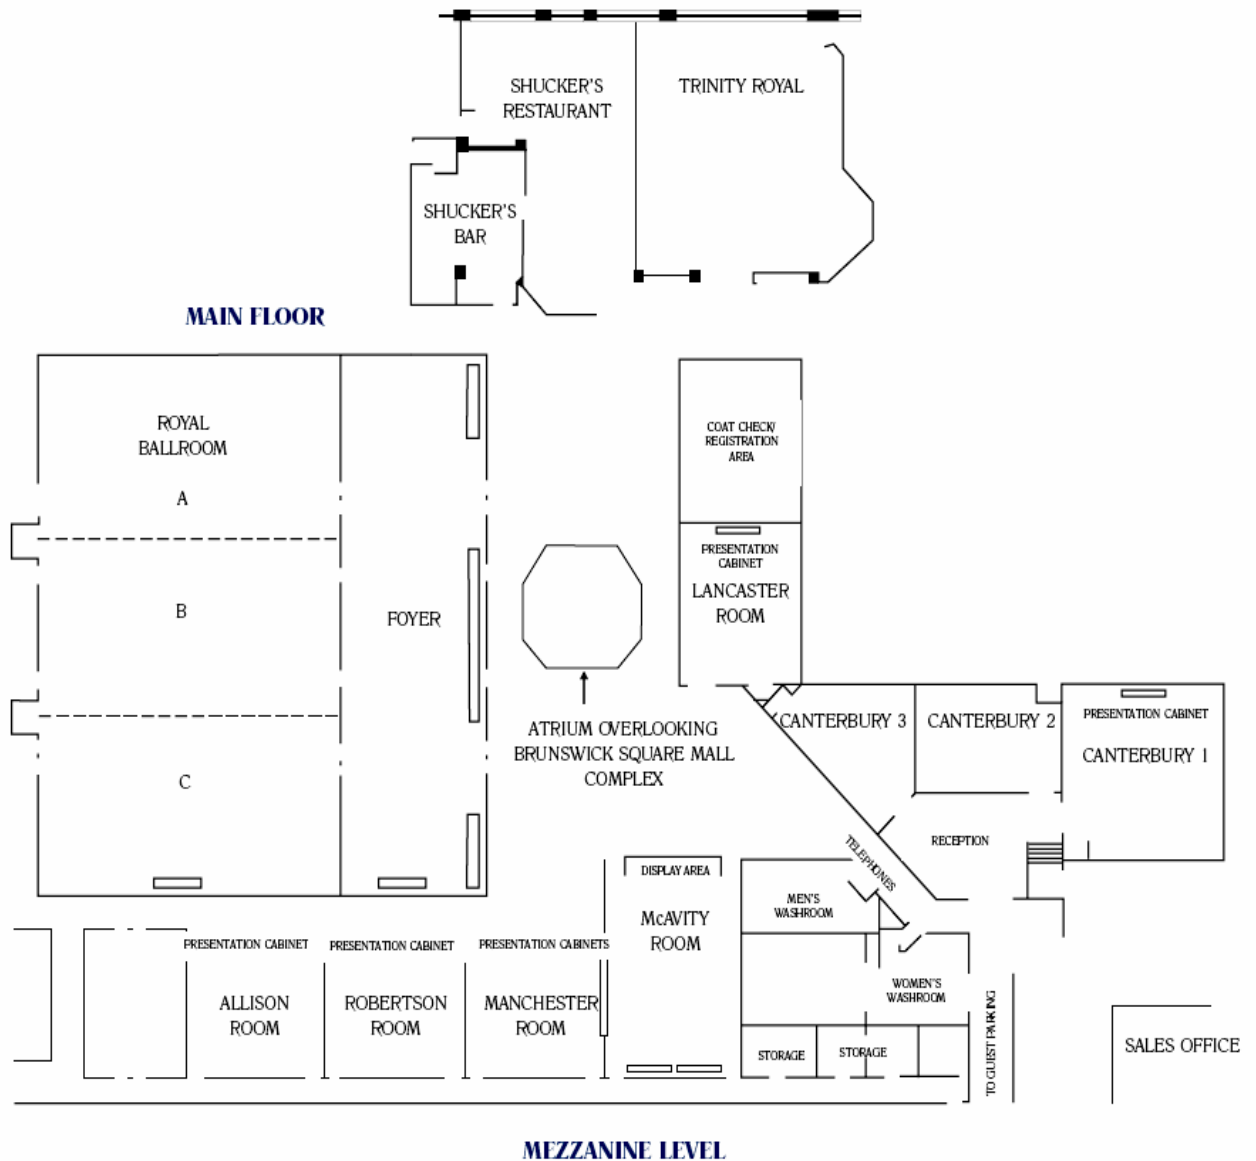 SHUCKER'S
RESTAURANT
TRINITY ROYAL
SHUCKER'S
BAR
MAIN FLOOR
ROYAL
BALLROOM
A
B
C
FOYER
COAT CHECK/
REGISTRATION
AREA
PRESENTATION
CABINET
LANCASTER
ROOM
ATRIUM OVERLOOKING
BRUNSWICK SQUARE MALL
COMPLEX
CANTERBURY 3
CANTERBURY 2
PRESENTATION CABINET
CANTERBURY 1
RECEPTION
TELEPHONES
DISPLAY AREA
McAVITY
ROOM
MEN'S
WASHROOM
PRESENTATION CABINET
ALLISON
ROOM
PRESENTATION CABINET
ROBERTSON
ROOM
PRESENTATION CABINETS
MANCHESTER
ROOM
WOMEN'S
WASHROOM
STORAGE
STORAGE
TO GUEST PARKING
SALES OFFICE
MEZZANINE LEVEL